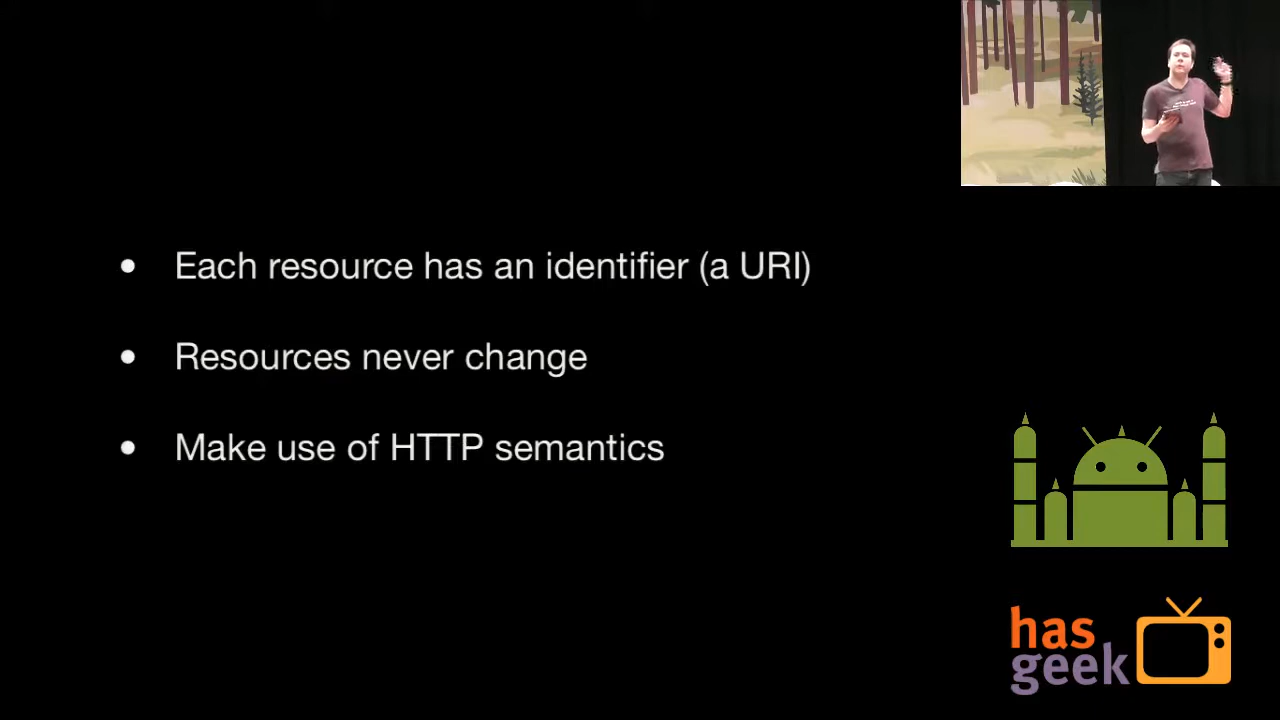 Each resource has an identifier (a URI)
Resources never change
Make use of HTTP semantics
has
geek